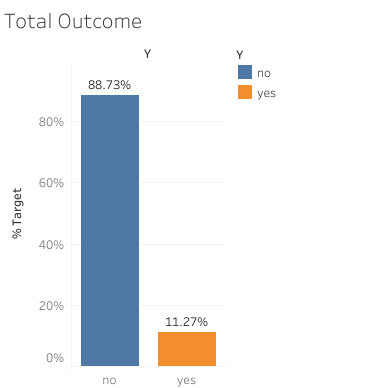 Total Outcome
Y
Y
no
yes
88.73%
80%
60%
% Target
40%
20%
11.27%
0%
no
yes